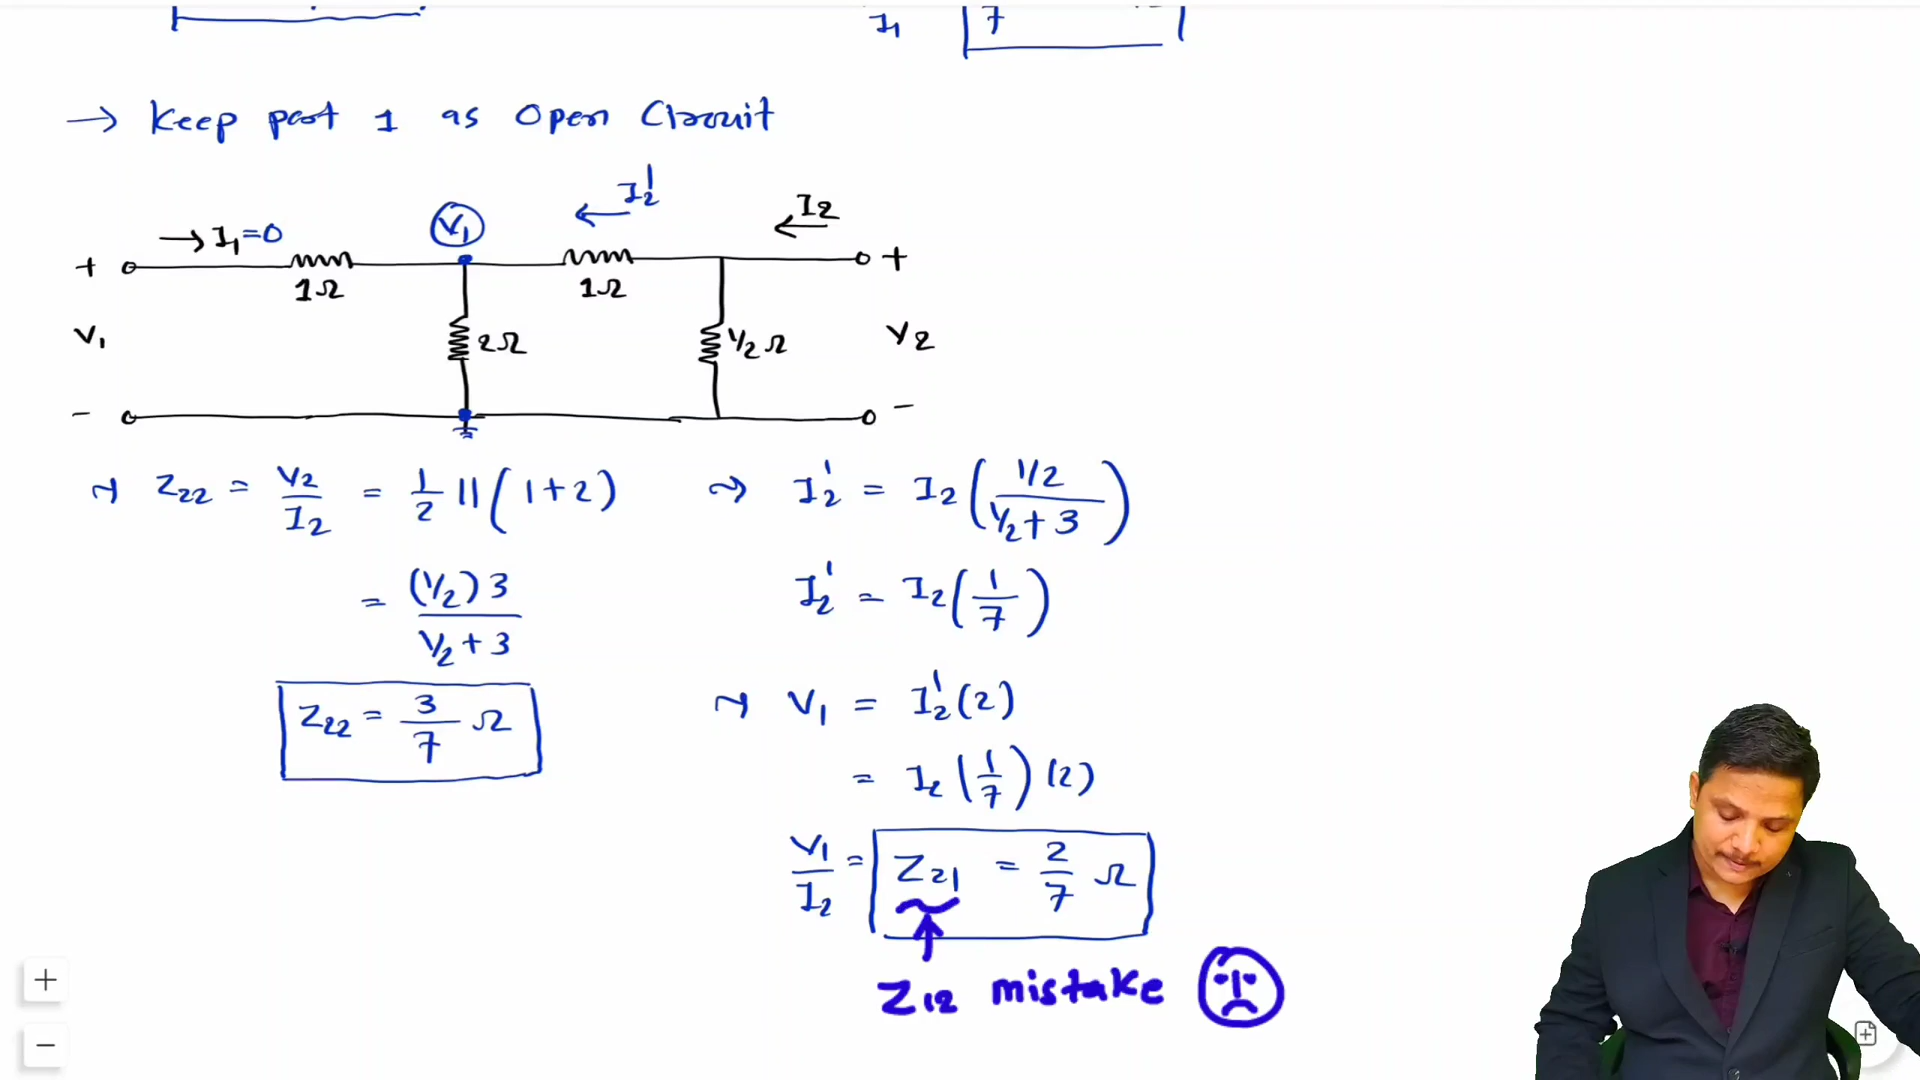 I₁ 7
→ Keep port 1 as Open Circuit
I₂'
I₂
→ I₁=0
V₁
+
+
1Ω
1Ω
V₁
2Ω
1/2 Ω
V₂
-
-
Z₂₂ = V₂/I₂ = 1/2 || (1+2)
I₂' = I₂ ( 1/2 / (1/2 + 3) )
= (1/2) 3 / (1/2 + 3)
I₂' = I₂ (1/7)
Z₂₂ = 3/7 Ω
V₁ = I₂' (2)
= I₂ (1/7) (2)
V₁/I₂ = Z₂₁ = 2/7 Ω
Z₁₂ mistake